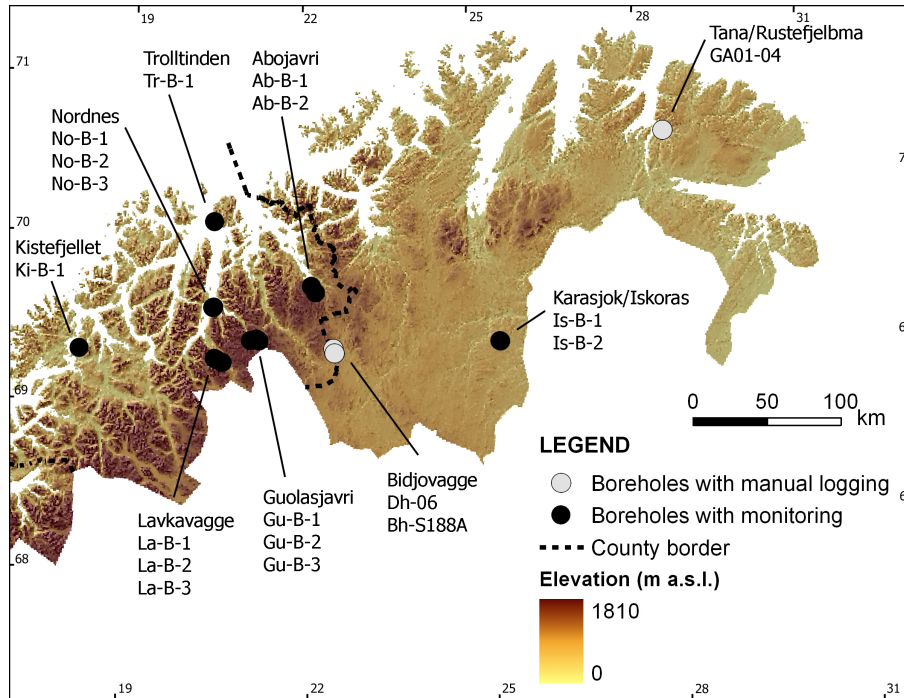 19
22
25
28
31
71
Tana/Rustefjelbma
GA01-04
Trolltinden
Tr-B-1
Abojavri
Ab-B-1
Ab-B-2
Nordnes
No-B-1
No-B-2
No-B-3
7
70
Kistefjellet
Ki-B-1
Karasjok/Iskoras
Is-B-1
Is-B-2
6
69
0 50 100
km
LEGEND
Boreholes with manual logging
Boreholes with monitoring
County border
Elevation (m a.s.l.)
1810
0
Bidjovagge
Dh-06
Bh-S188A
Guolasjavri
Gu-B-1
Gu-B-2
Gu-B-3
Lavkavagge
La-B-1
La-B-2
La-B-3
6
68
19
22
25
28
31